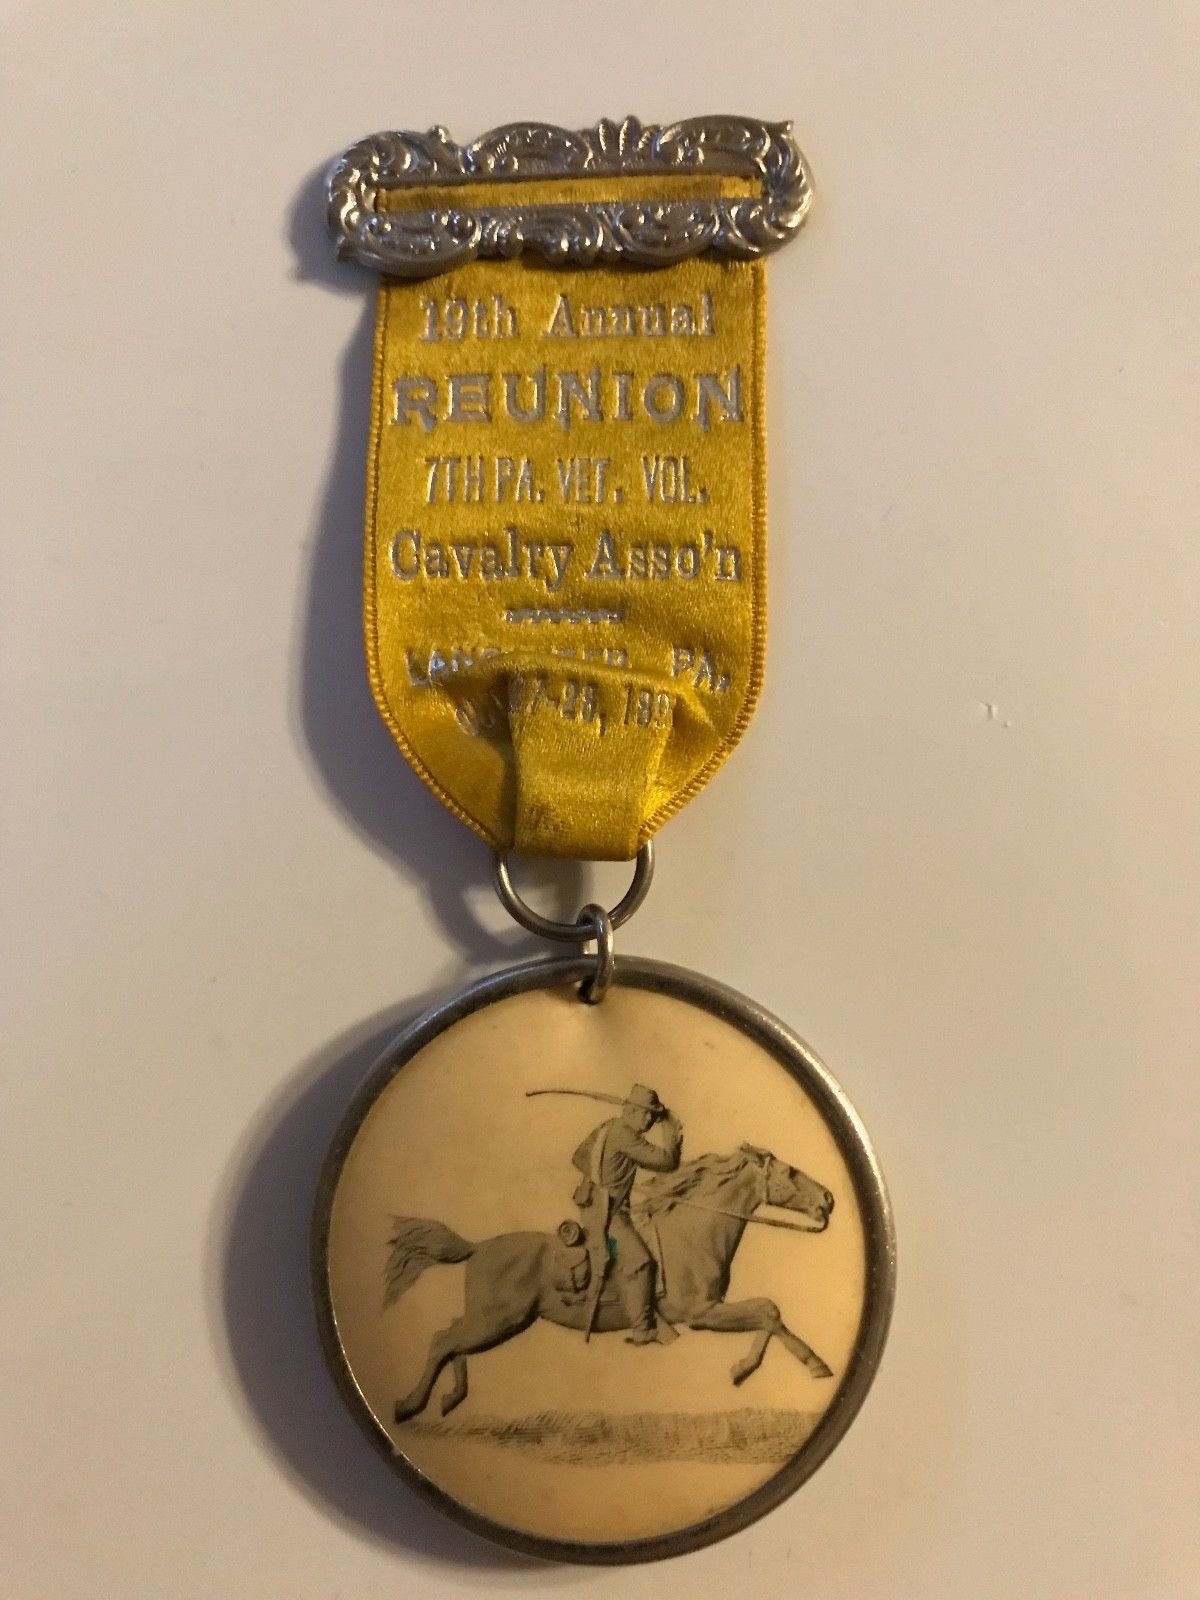 19th Annual
REUNION
7TH PA. VET. VOL.
Cavalry Asso'n
PA.